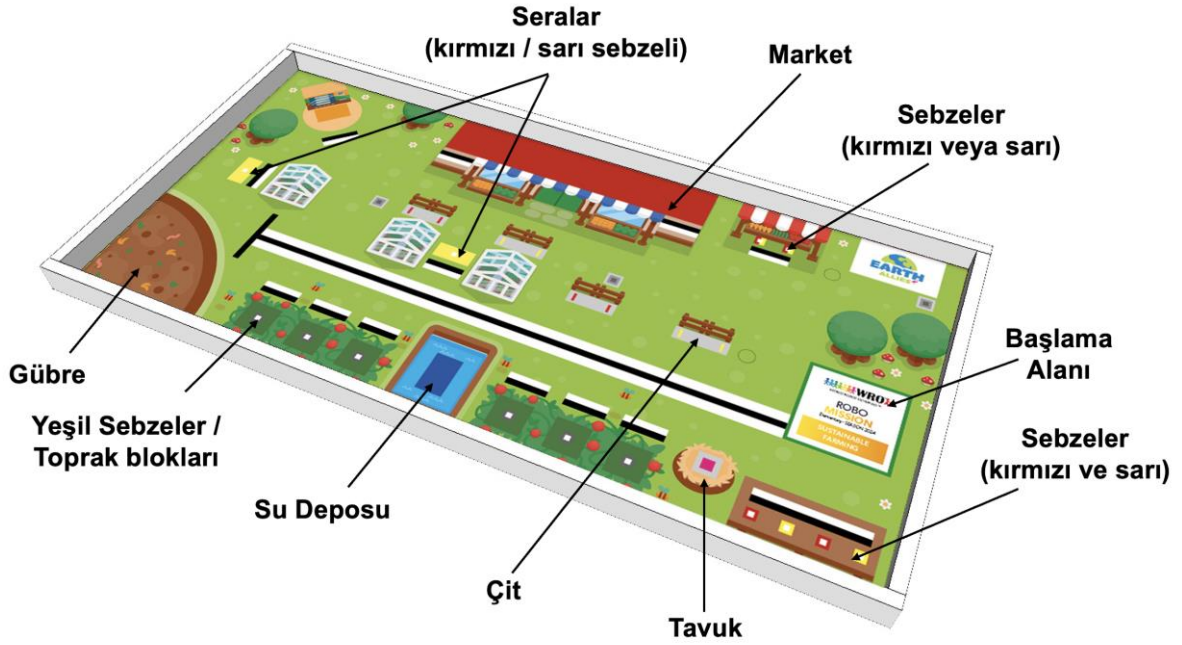 Seralar
(kırmızı / sarı sebzeli)
Market
Sebzeler
(kırmızı veya sarı)
EARTH
ALLIES
Gübre
Başlama
Alanı
WRO
ROBO
MISSION
SUSTAINABLE
FARMING
Yeşil Sebzeler /
Toprak blokları
Sebzeler
(kırmızı ve sarı)
Su Deposu
Çit
Tavuk